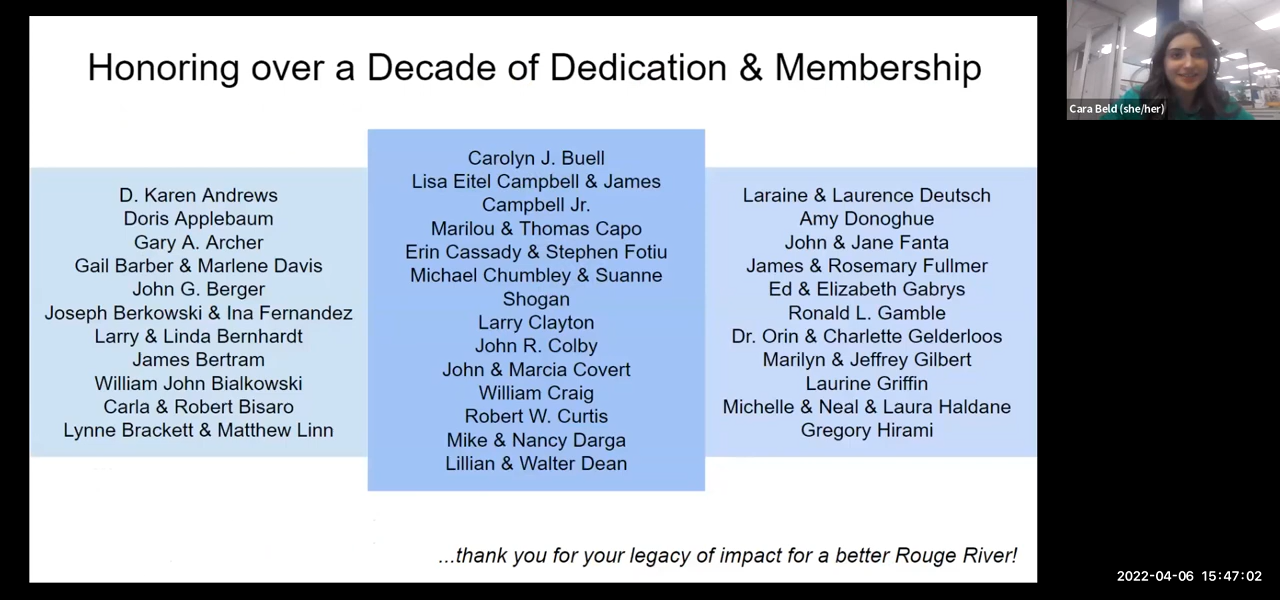 Honoring over a Decade of Dedication & Membership
D. Karen Andrews
Doris Applebaum
Gary A. Archer
Gail Barber & Marlene Davis
John G. Berger
Joseph Berkowski & Ina Fernandez
Larry & Linda Bernhardt
James Bertram
William John Bialkowski
Carla & Robert Bisaro
Lynne Brackett & Matthew Linn
Carolyn J. Buell
Lisa Eitel Campbell & James
Campbell Jr.
Marilou & Thomas Capo
Erin Cassady & Stephen Fotiu
Michael Chumbley & Suanne
Shogan
Larry Clayton
John R. Colby
John & Marcia Covert
William Craig
Robert W. Curtis
Mike & Nancy Darga
Lillian & Walter Dean
Laraine & Laurence Deutsch
Amy Donoghue
John & Jane Fanta
James & Rosemary Fullmer
Ed & Elizabeth Gabrys
Ronald L. Gamble
Dr. Orin & Charlette Gelderloos
Marilyn & Jeffrey Gilbert
Laurine Griffin
Michelle & Neal & Laura Haldane
Gregory Hirami
...thank you for your legacy of impact for a better Rouge River!
Cara Beld (she/her)
2022-04-06 15:47:02